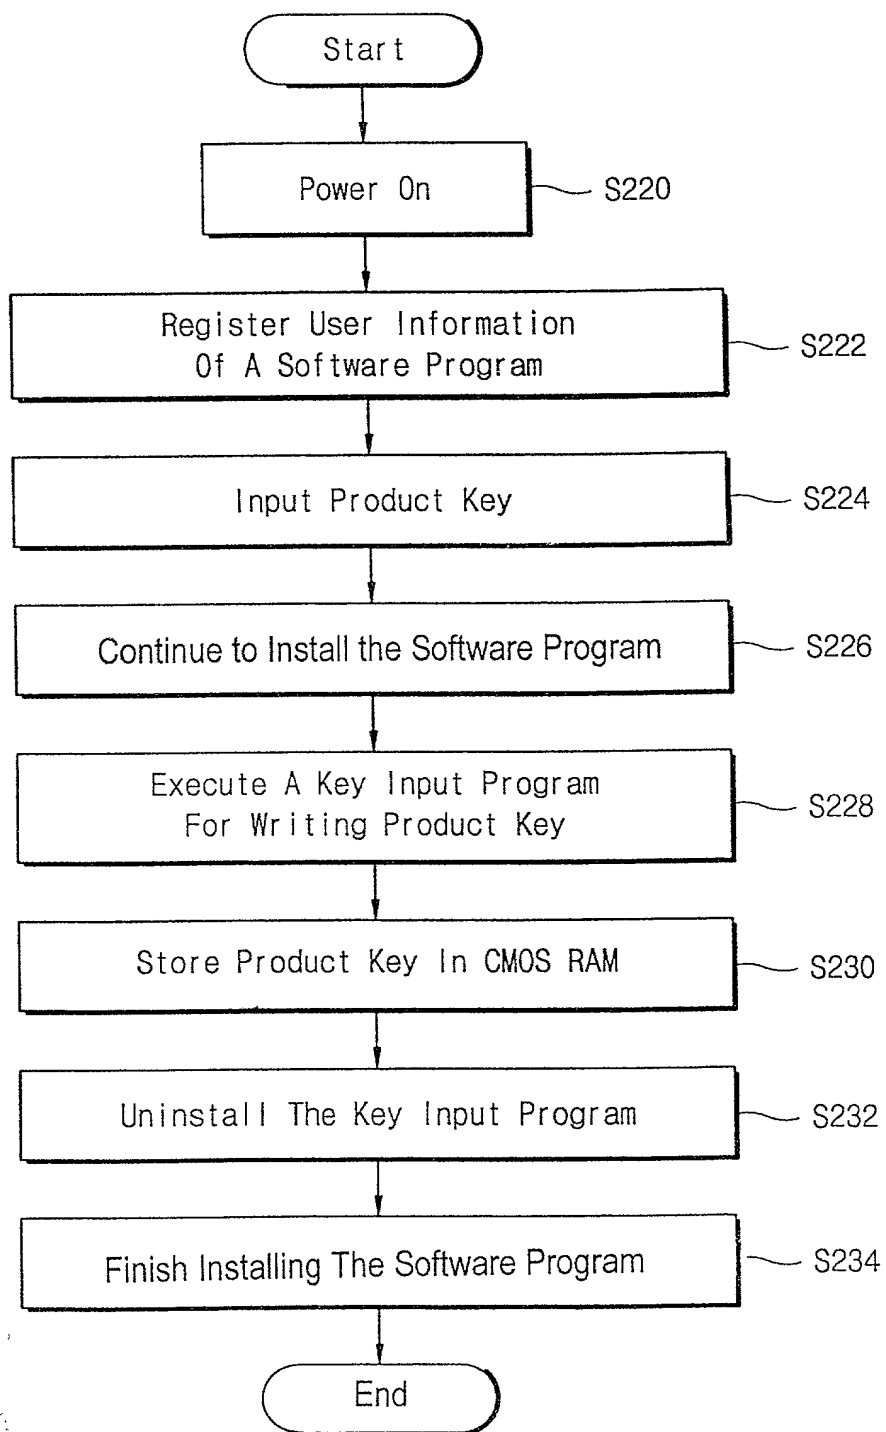 Start
Power On
S220
Register User Information
Of A Software Program
S222
Input Product Key
S224
Continue to Install the Software Program
S226
Execute A Key Input Program
For Writing Product Key
S228
Store Product Key In CMOS RAM
S230
Uninstall The Key Input Program
S232
Finish Installing The Software Program
S234
End